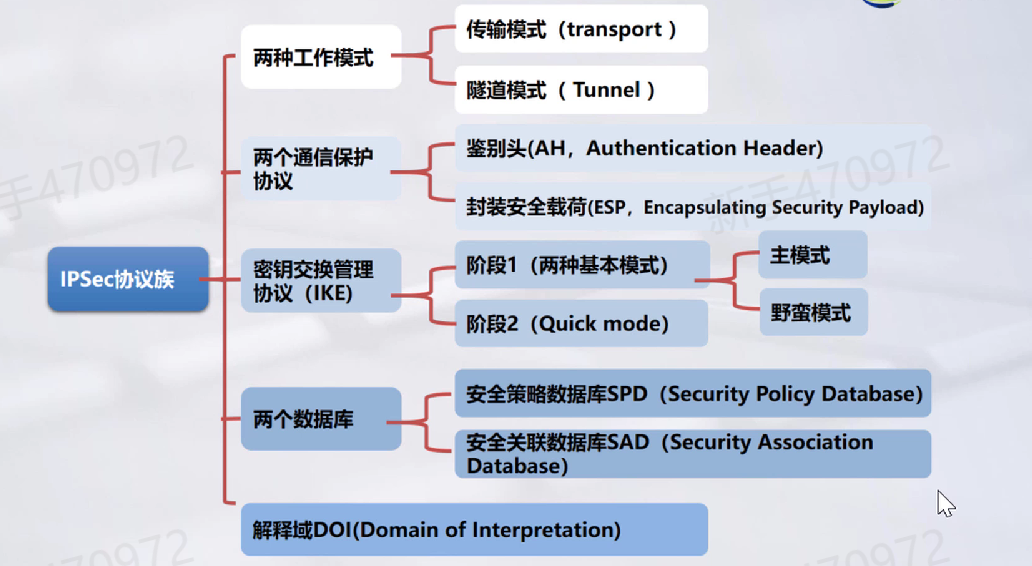 两种工作模式
传输模式（transport ）
隧道模式（ Tunnel ）
两个通信保护
协议
鉴别头(AH，Authentication Header)
封装安全载荷(ESP，Encapsulating Security Payload)
IPSec协议族
密钥交换管理
协议（IKE）
阶段1（两种基本模式）
主模式
野蛮模式
阶段2（Quick mode）
两个数据库
安全策略数据库SPD（Security Policy Database）
安全关联数据库SAD（Security Association
Database）
解释域DOI(Domain of Interpretation)
手470972
新手470972
470972
470972